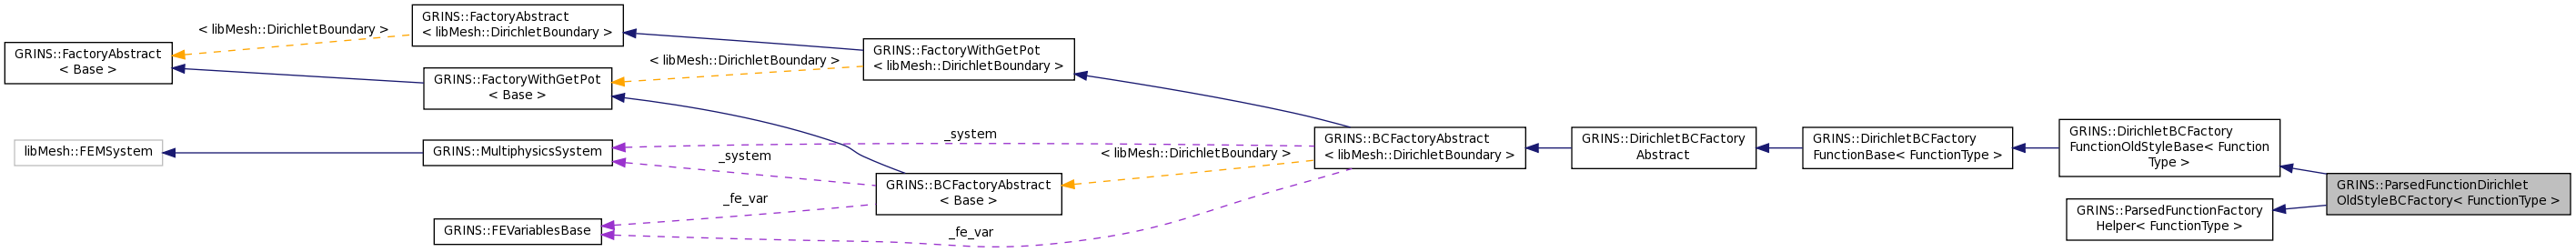 GRINS::FactoryAbstract
< Base >
< libMesh::DirichletBoundary >
GRINS::FactoryAbstract
< libMesh::DirichletBoundary >
GRINS::FactoryWithGetPot
< Base >
< libMesh::DirichletBoundary >
GRINS::FactoryWithGetPot
< libMesh::DirichletBoundary >
libMesh::FEMSystem
GRINS::MultiphysicsSystem
_system
_system
GRINS::BCFactoryAbstract
< Base >
_fe_var
GRINS::FEVariablesBase
_fe_var
< libMesh::DirichletBoundary >
GRINS::BCFactoryAbstract
< libMesh::DirichletBoundary >
GRINS::DirichletBCFactory
Abstract
GRINS::DirichletBCFactory
FunctionBase< FunctionType >
GRINS::DirichletBCFactory
FunctionOldStyleBase< Function
Type >
GRINS::ParsedFunctionFactory
Helper< FunctionType >
GRINS::ParsedFunctionDirichlet
OldStyleBCFactory< FunctionType >